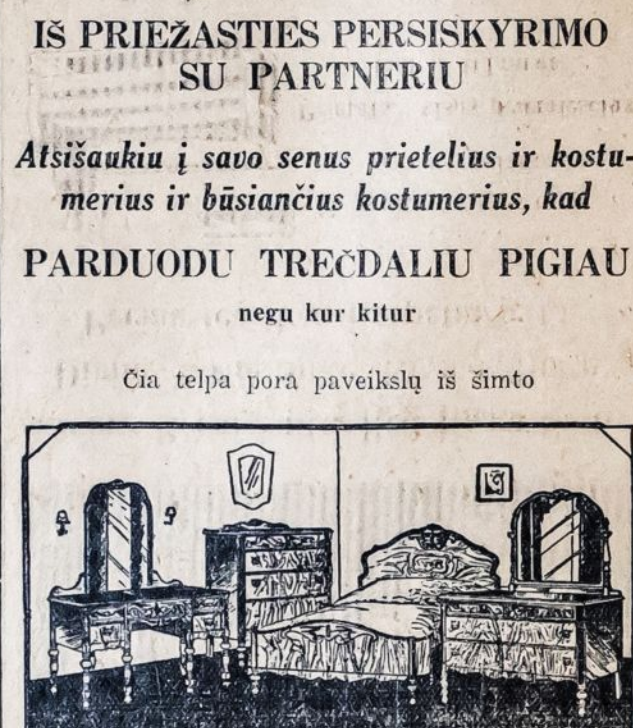 IŠ PRIEŽASTIES PERSISKYRIMO
SU PARTNERIU
Atsišaukiu į savo senus prietelius ir kostu-
merius ir būsiančius kostumerius, kad
PARDUODU TREČDALIU PIGIAU
negu kur kitur
Čia telpa pora paveikslų iš šimto